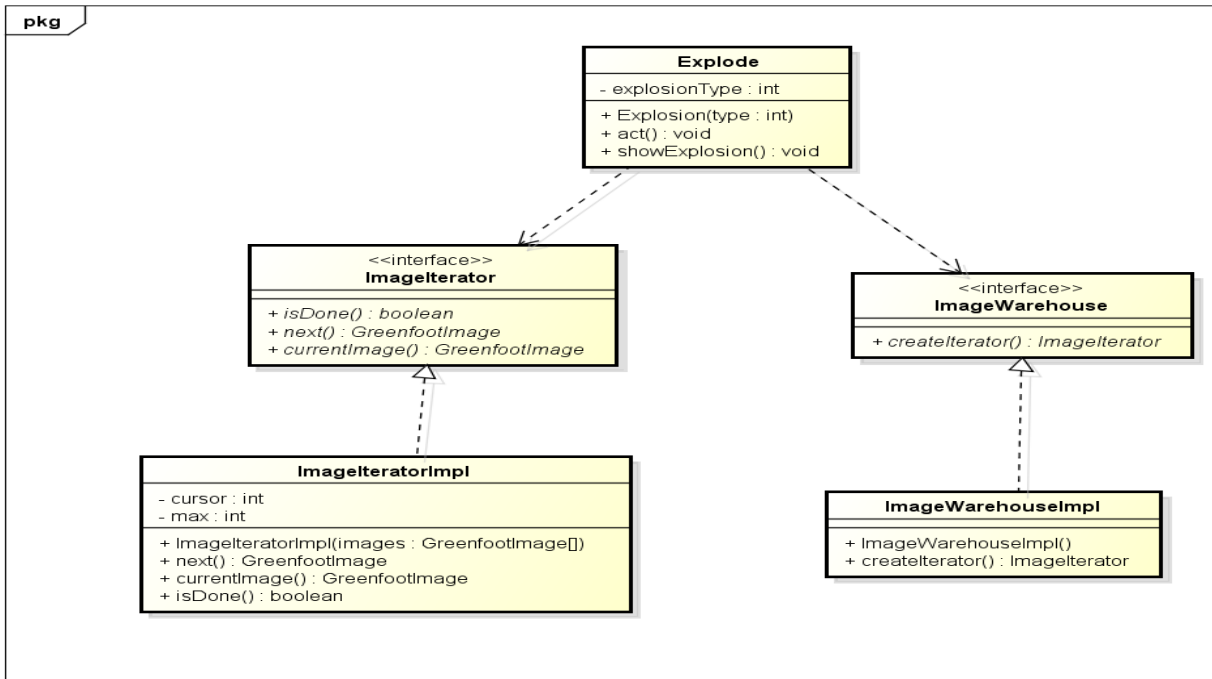 pkg
Explode
- explosionType : int
+ Explosion(type : int)
+ act() : void
+ showExplosion() : void
<<interface>>
ImageIterator
+ isDone() : boolean
+ next() : GreenfootImage
+ currentImage() : GreenfootImage
<<interface>>
ImageWarehouse
+ createIterator() : ImageIterator
ImageIteratorImpl
- cursor : int
- max : int
+ ImageIteratorImpl(images : GreenfootImage[])
+ next() : GreenfootImage
+ currentImage() : GreenfootImage
+ isDone() : boolean
ImageWarehouseImpl
+ ImageWarehouseImpl()
+ createIterator() : ImageIterator